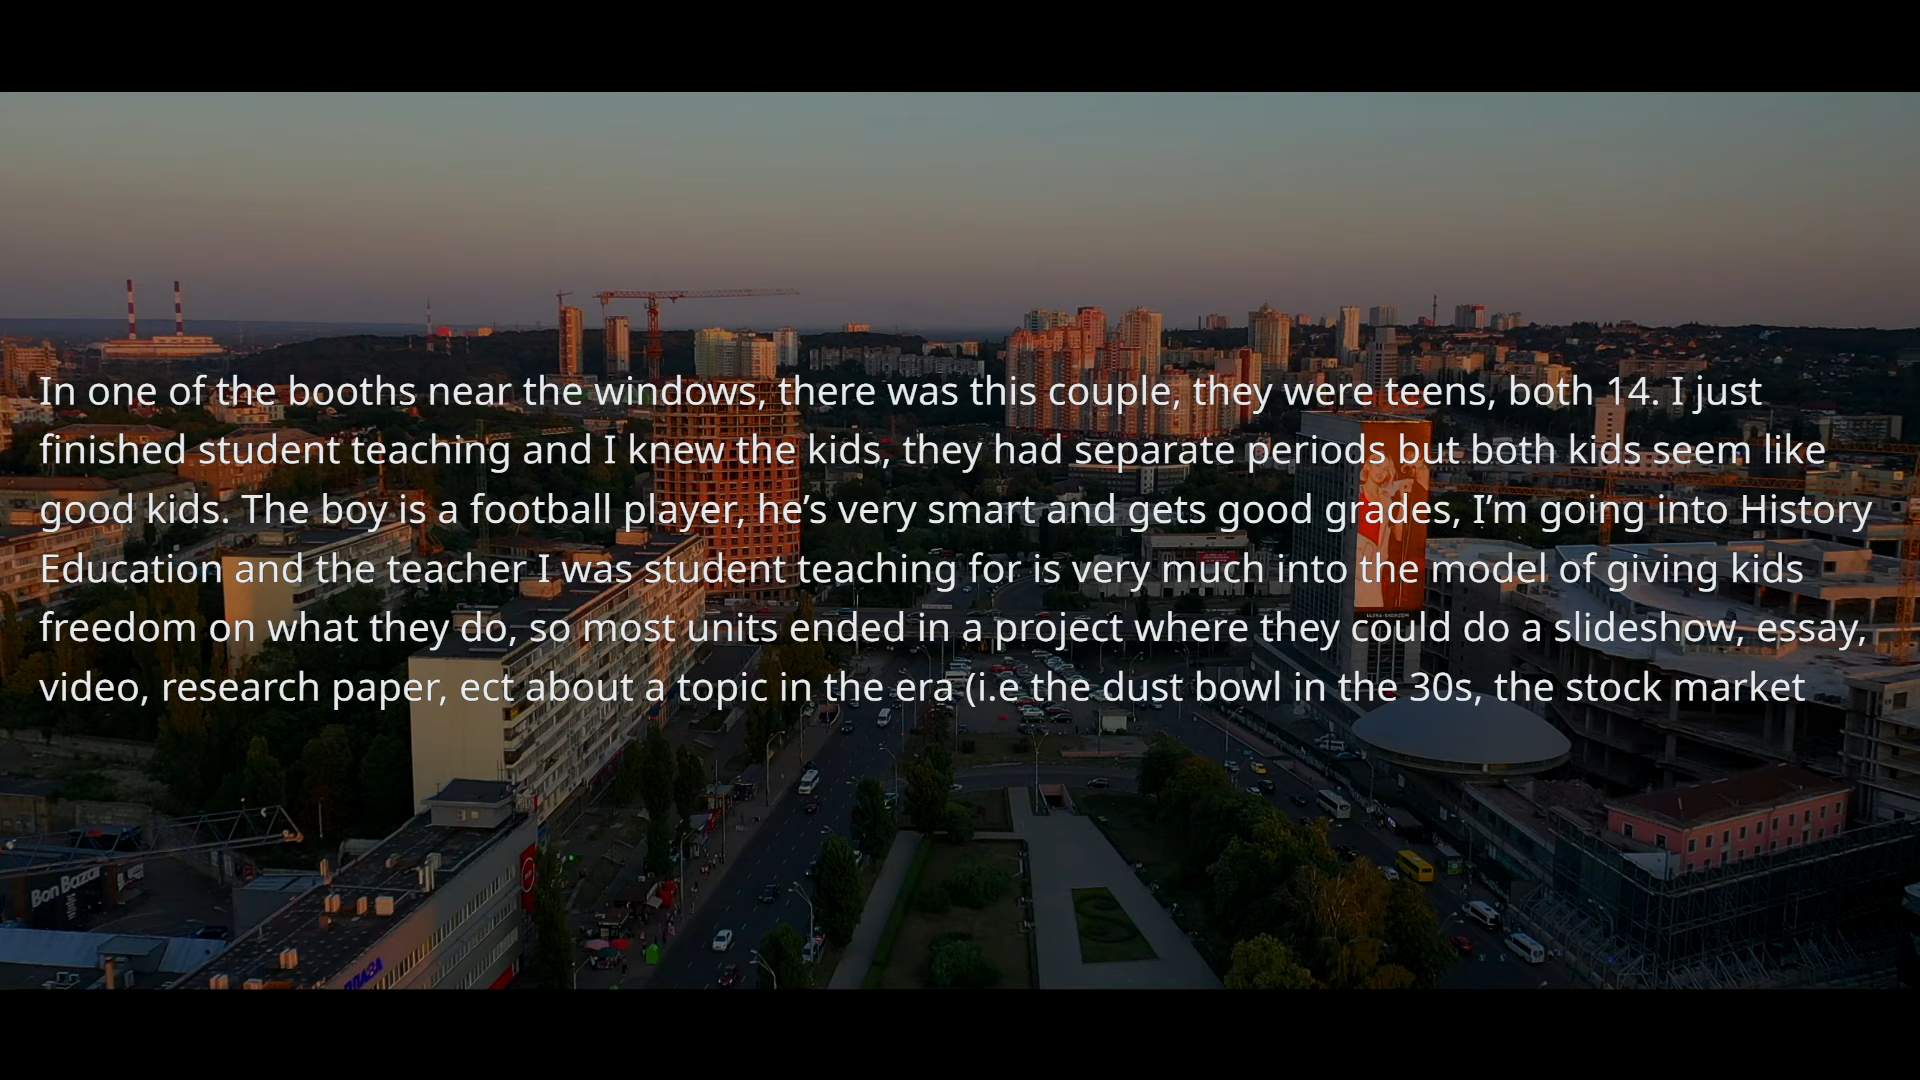 In one of the booths near the windows, there was this couple, they were teens, both 14. I just
finished student teaching and I knew the kids, they had separate periods but both kids seem like
good kids. The boy is a football player, he’s very smart and gets good grades, I’m going into History
Education and the teacher I was student teaching for is very much into the model of giving kids
freedom on what they do, so most units ended in a project where they could do a slideshow, essay,
video, research paper, ect about a topic in the era (i.e the dust bowl in the 30s, the stock market
Bon Bazar